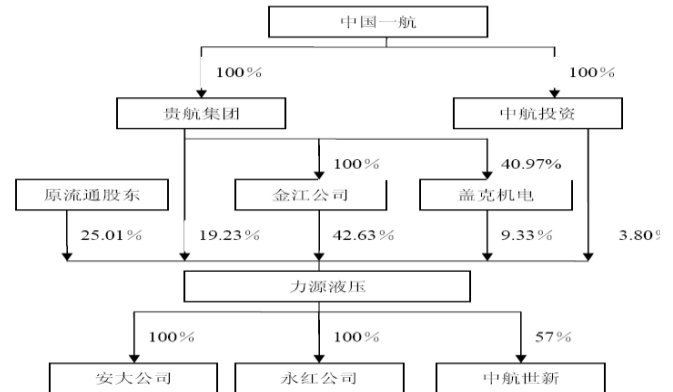 中国一航
100%
100%
贵航集团
中航投资
100%
40.97%
原流通股东
金江公司
盖克机电
25.01%
19.23%
42.63%
9.33%
3.80%
力源液压
100%
100%
57%
安大公司
永红公司
中航世新